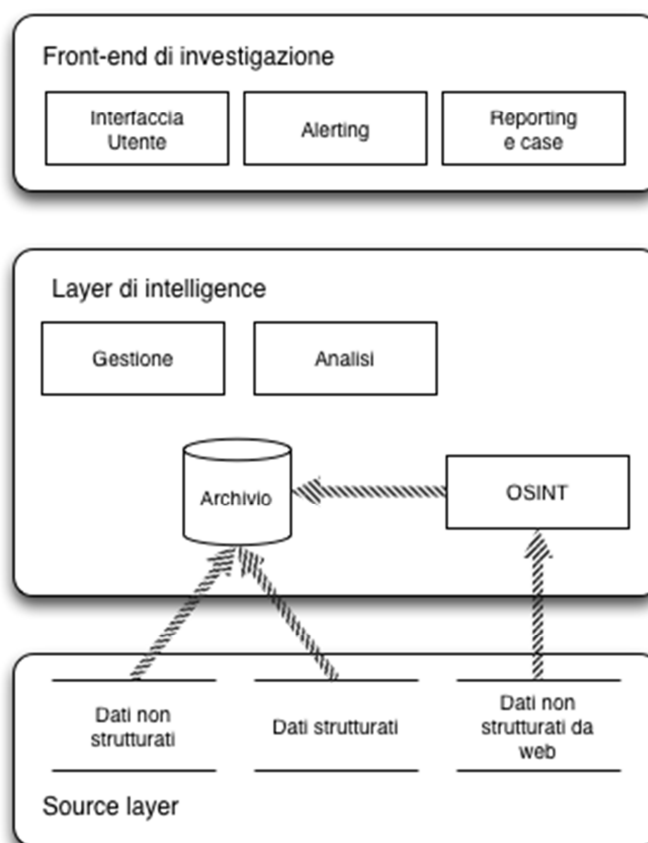 Front-end di investigazione
Interfaccia
Utente
Alerting
Reporting
e case
Layer di intelligence
Gestione
Analisi
Archivio
OSINT
Dati non
strutturati
Dati strutturati
Dati non
strutturati da
web
Source layer